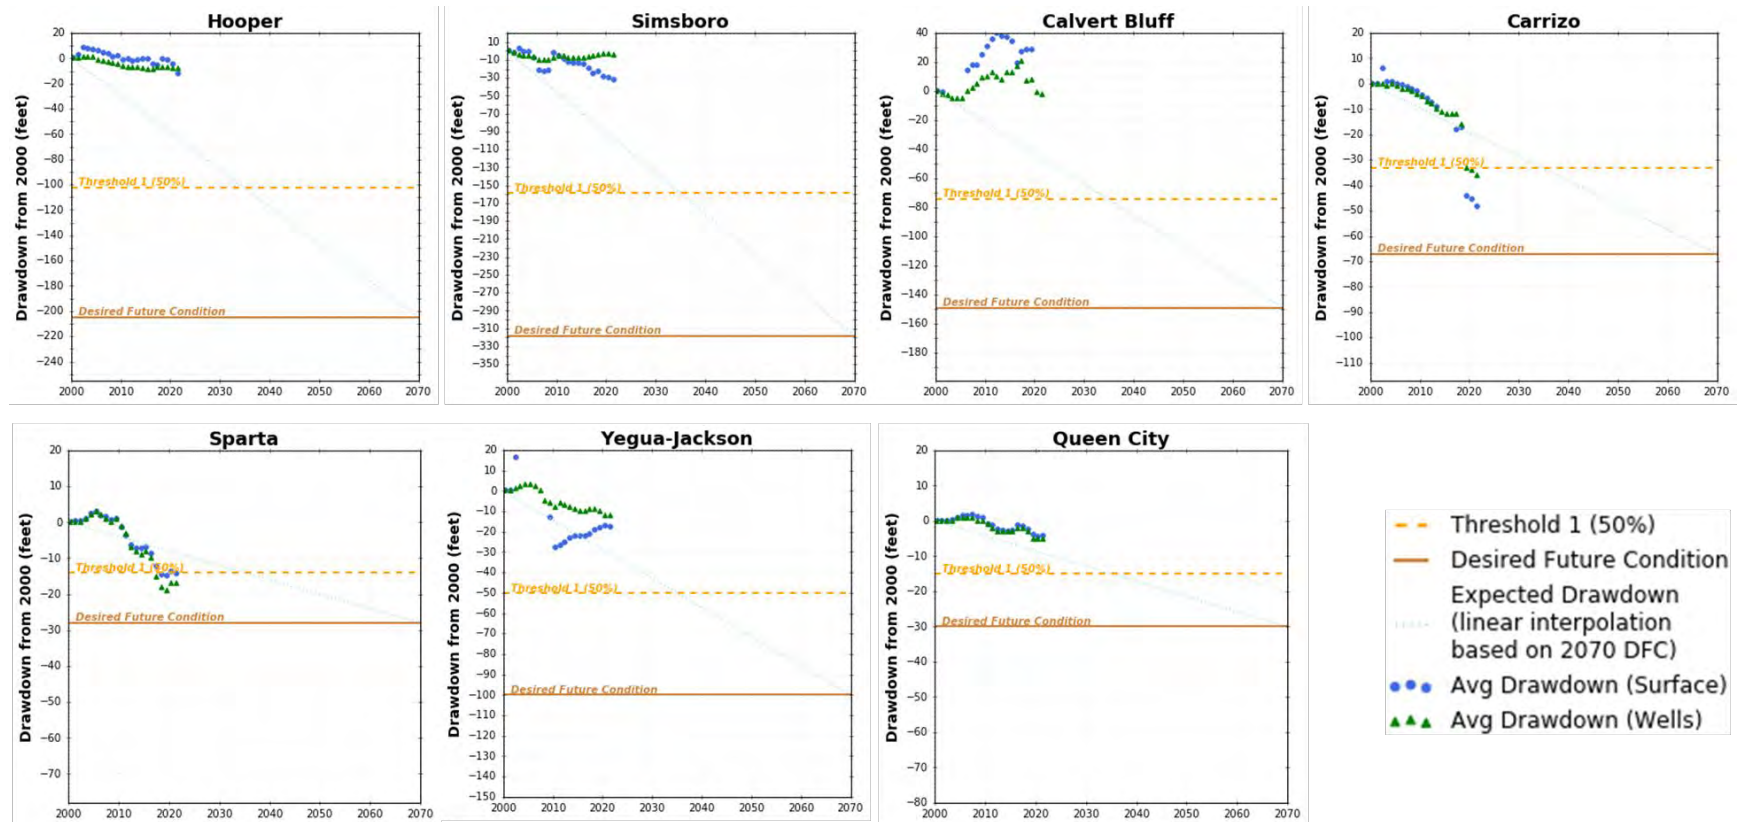 Hooper
Drawdown from 2000 (feet)
20
0
−20
−40
−60
−80
−100
−120
−140
−160
−180
−200
−220
−240
Threshold 1 (50%)
Desired Future Condition
2000 2010 2020 2030 2040 2050 2060 2070
Simsboro
Drawdown from 2000 (feet)
10
−10
−30
−50
−70
−90
−110
−130
−150
−170
−190
−210
−230
−250
−270
−290
−310
−330
−350
Threshold 1 (50%)
Desired Future Condition
2000 2010 2020 2030 2040 2050 2060 2070
Calvert Bluff
Drawdown from 2000 (feet)
40
20
0
−20
−40
−60
−80
−100
−120
−140
−160
−180
Threshold 1 (50%)
Desired Future Condition
2000 2010 2020 2030 2040 2050 2060 2070
Carrizo
Drawdown from 2000 (feet)
20
10
0
−10
−20
−30
−40
−50
−60
−70
−80
−90
−100
−110
Threshold 1 (50%)
Desired Future Condition
2000 2010 2020 2030 2040 2050 2060 2070
Sparta
Drawdown from 2000 (feet)
20
10
0
−10
−20
−30
−40
−50
−60
−70
Threshold 1 (50%)
Desired Future Condition
2000 2010 2020 2030 2040 2050 2060 2070
Yegua-Jackson
Drawdown from 2000 (feet)
20
10
0
−10
−20
−30
−40
−50
−60
−70
−80
−90
−100
−110
−120
−130
−140
−150
Threshold 1 (50%)
Desired Future Condition
2000 2010 2020 2030 2040 2050 2060 2070
Queen City
Drawdown from 2000 (feet)
20
10
0
−10
−20
−30
−40
−50
−60
−70
−80
Threshold 1 (50%)
Desired Future Condition
2000 2010 2020 2030 2040 2050 2060 2070
Threshold 1 (50%)
Desired Future Condition
Expected Drawdown
(linear interpolation
based on 2070 DFC)
Avg Drawdown (Surface)
Avg Drawdown (Wells)